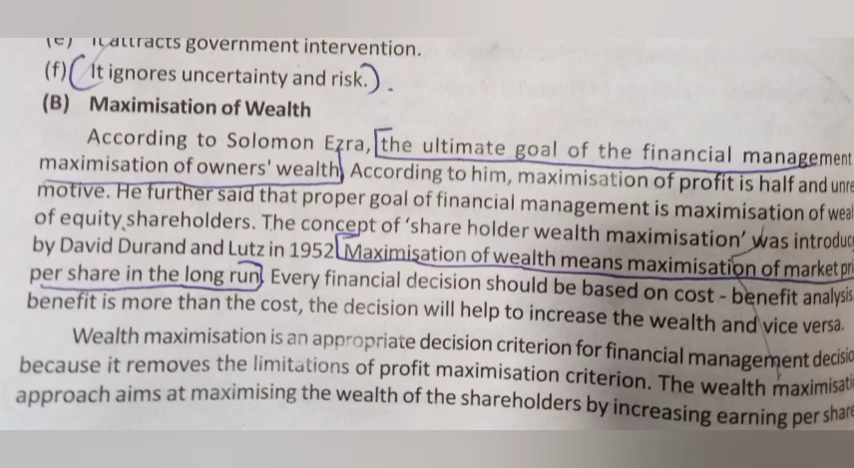 (e) It attracts government intervention.
(f) It ignores uncertainty and risk.
(B) Maximisation of Wealth
According to Solomon Ezra, the ultimate goal of the financial management
maximisation of owners' wealth. According to him, maximisation of profit is half and
motive. He further said that proper goal of financial management is maximisation of
of equity shareholders. The concept of ‘share holder wealth maximisation’ was
by David Durand and Lutz in 1952. Maximisation of wealth means maximisation of market
per share in the long run. Every financial decision should be based on cost - benefit analysis.
benefit is more than the cost, the decision will help to increase the wealth and vice versa.
Wealth maximisation is an appropriate decision criterion for financial management
because it removes the limitations of profit maximisation criterion. The wealth
approach aims at maximising the wealth of the shareholders by increasing earning per share